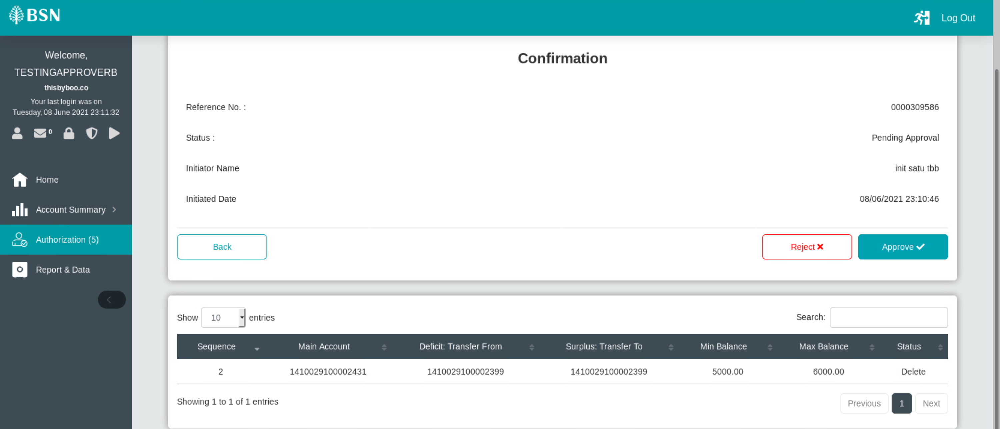 BSN
Log Out
Welcome,
TESTINGAPPROVERB
thisbyboo.co
Your last login was on
Tuesday, 08 June 2021 23:11:32
0
Home
Account Summary
Authorization (5)
Report & Data
Confirmation
Reference No. : 0000309586
Status : Pending Approval
Initiator Name init satu tbb
Initiated Date 08/06/2021 23:10:46
Back Reject Approve
Show 10 entries Search:
Sequence Main Account Deficit: Transfer From Surplus: Transfer To Min Balance Max Balance Status
2 1410029100002431 1410029100002399 1410029100002399 5000.00 6000.00 Delete
Showing 1 to 1 of 1 entries Previous 1 Next